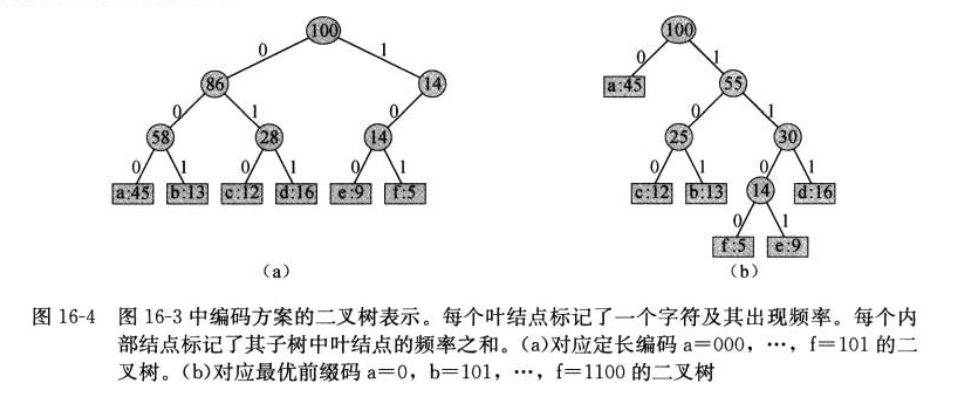 100 100
0 1 0 1
86 14 a:45 55
0 1 0 0 1
58 28 14 25 30
0 1 0 1 0 1 0 1 0 1
a:45 b:13 c:12 d:16 e:9 f:5 c:12 b:13 14 d:16
0 1
f:5 e:9
(a) (b)
图 16-4 图 16-3 中编码方案的二叉树表示。每个叶结点标记了一个字符及其出现频率。每个内
部结点标记了其子树中叶结点的频率之和。(a)对应定长编码 a=000，…，f=101 的二
叉树。(b)对应最优前缀码 a=0，b=101，…，f=1100 的二叉树